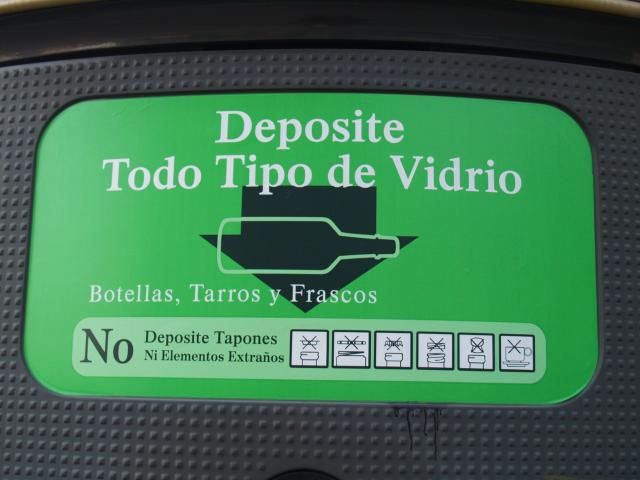 Deposite
Todo Tipo de Vidrio
Botellas, Tarros y Frascos
No Deposite Tapones
Ni Elementos Extraños